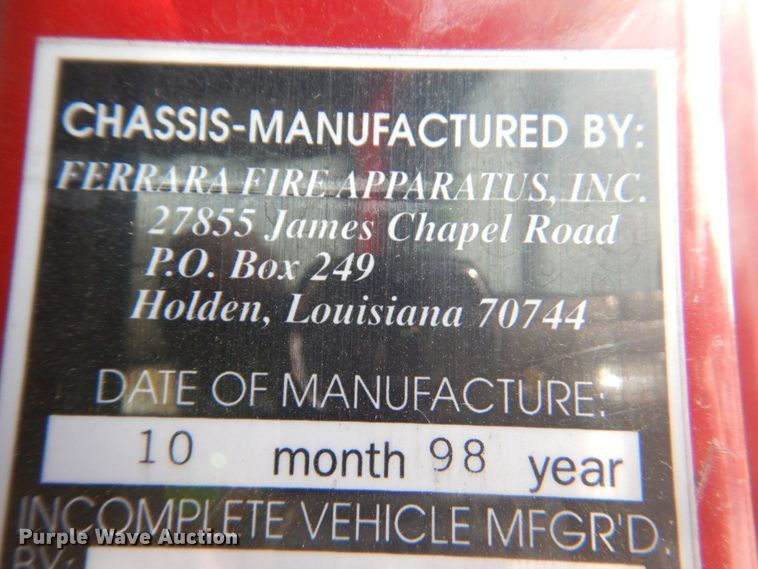 CHASSIS-MANUFACTURED BY:
FERRARA FIRE APPARATUS, INC.
27855 James Chapel Road
P.O. Box 249
Holden, Louisiana 70744
DATE OF MANUFACTURE:
10 month 98 year
INCOMPLETE VEHICLE MFGR'D
BY:
Purple Wave Auction